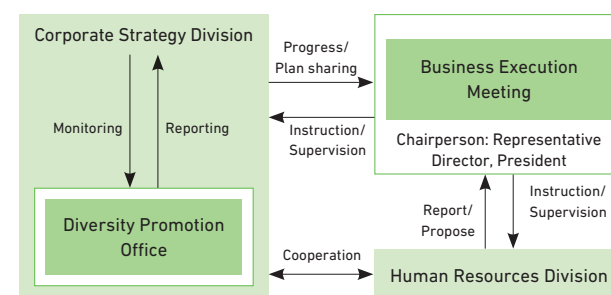 Corporate Strategy Division
Progress/
Plan sharing
Business Execution
Meeting
Monitoring
Reporting
Instruction/
Supervision
Chairperson: Representative
Director, President
Diversity Promotion
Office
Report/
Propose
Instruction/
Supervision
Cooperation
Human Resources Division